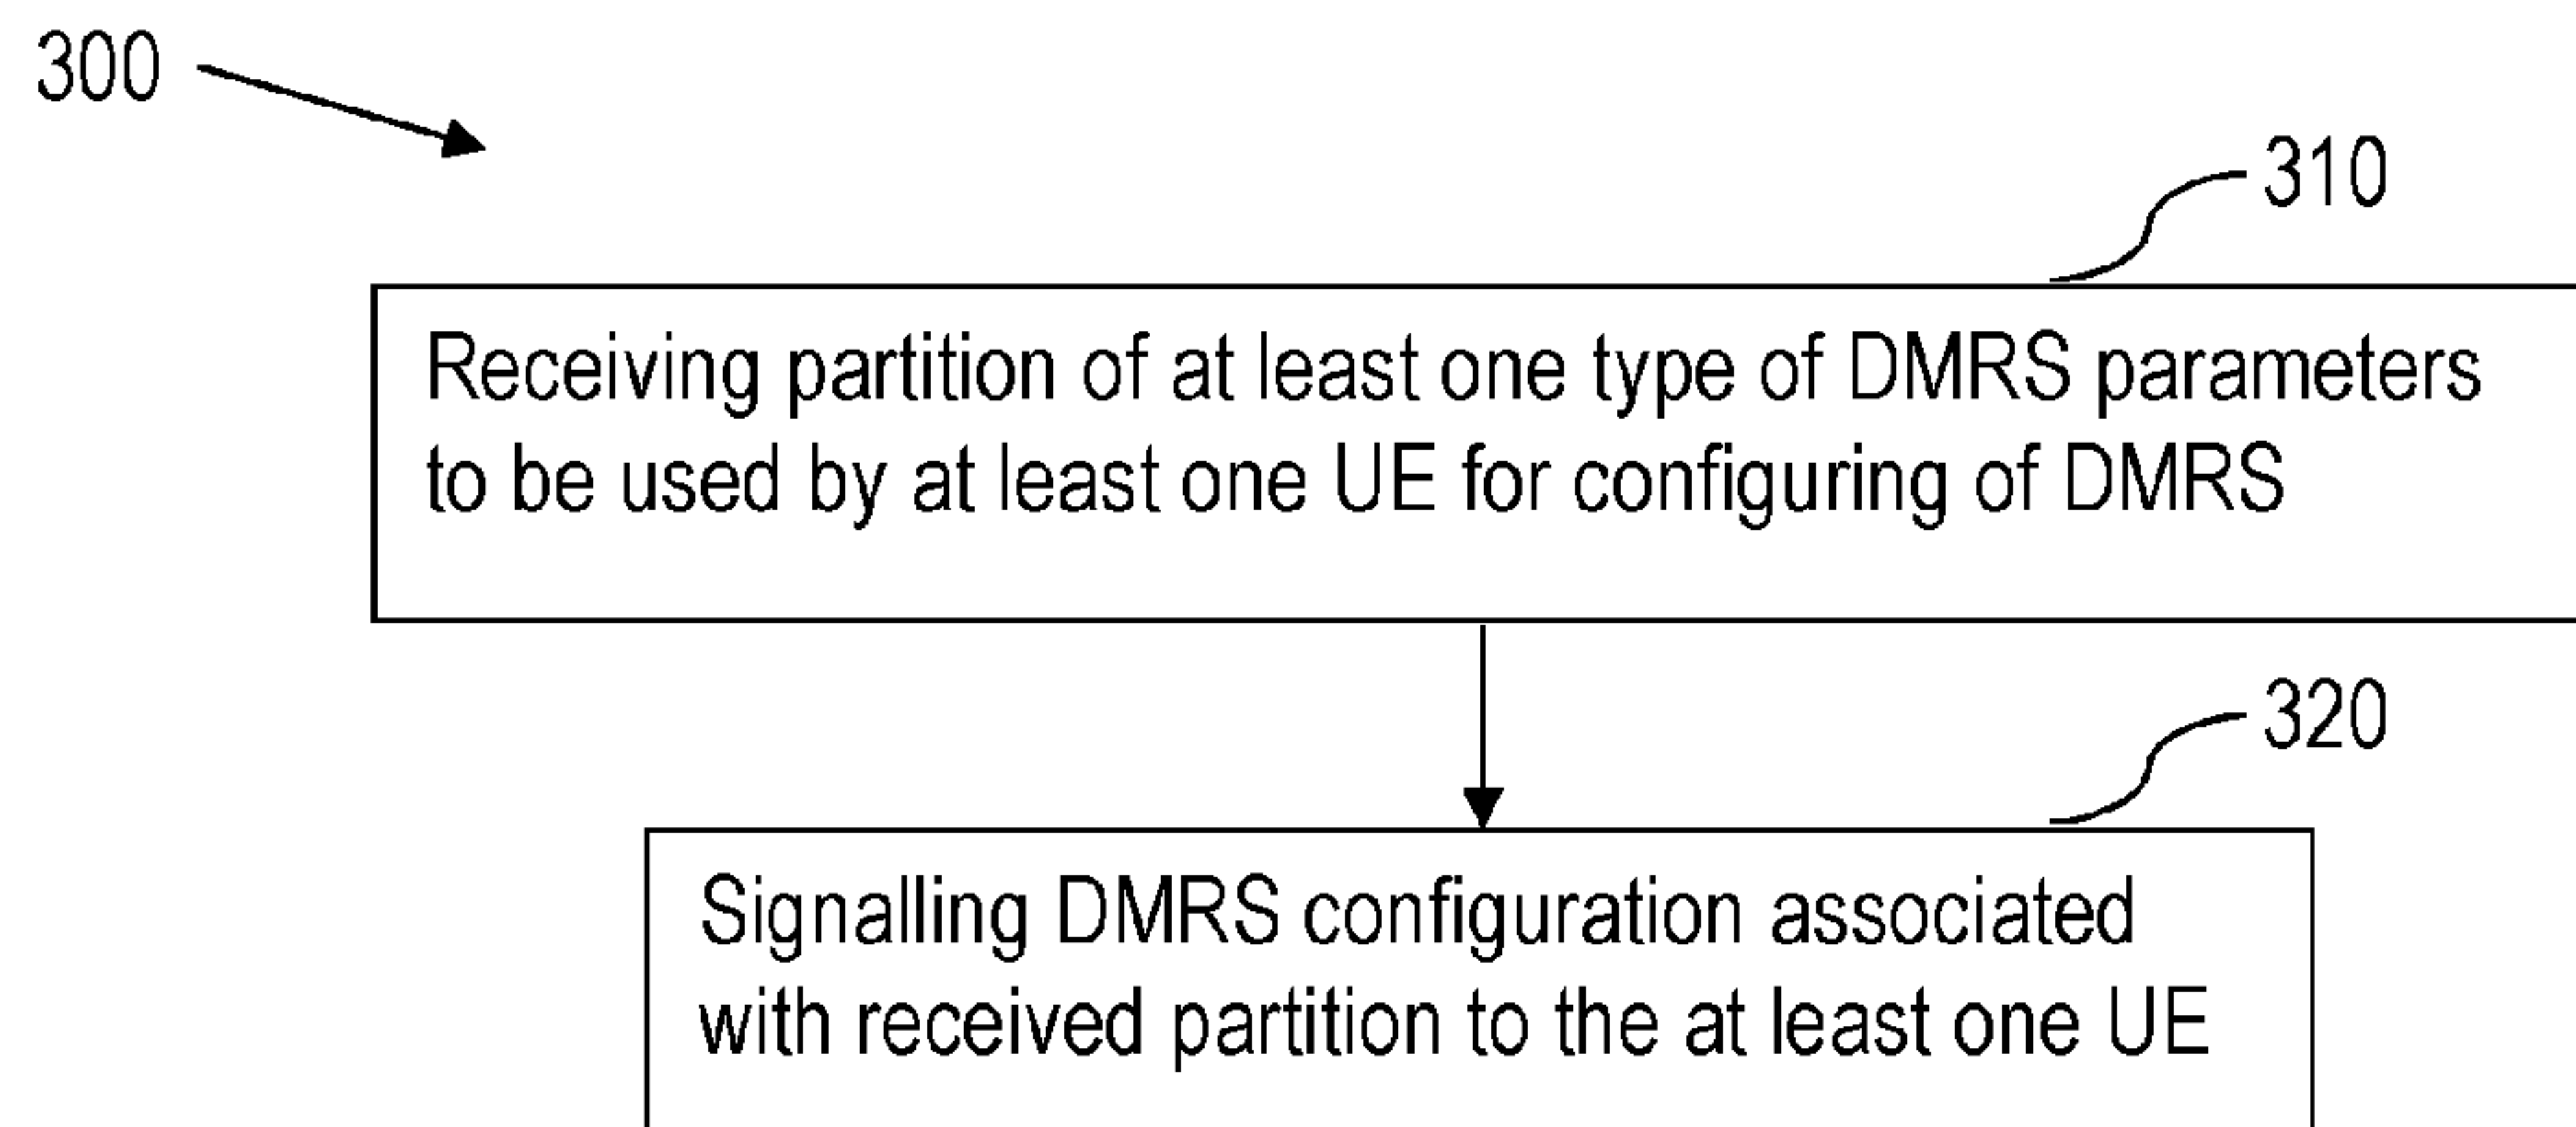 300
310
Receiving partition of at least one type of DMRS parameters
to be used by at least one UE for configuring of DMRS
320
Signalling DMRS configuration associated
with received partition to the at least one UE